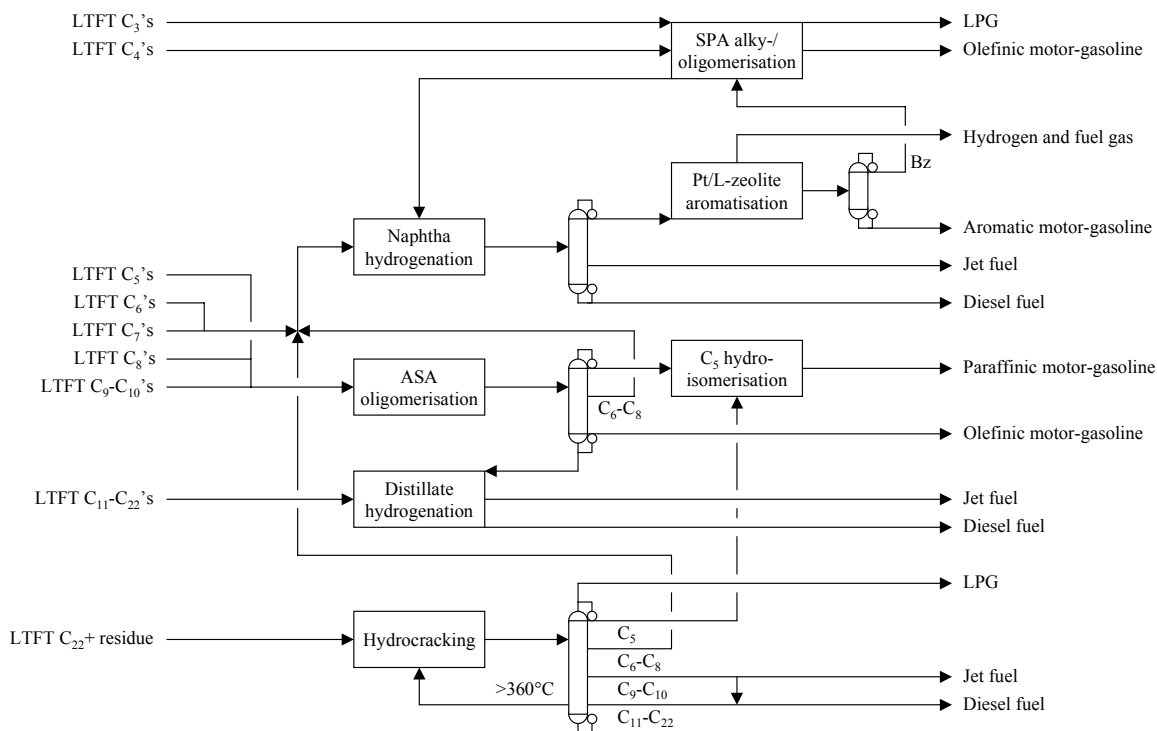 LTFT C₃’s
LPG
LTFT C₄’s
SPA alky-/
oligomerisation
Olefinic motor-gasoline
Hydrogen and fuel gas
Bz
Pt/L-zeolite
aromatisation
Naphtha
hydrogenation
Aromatic motor-gasoline
Jet fuel
LTFT C₅’s
LTFT C₆’s
Diesel fuel
LTFT C₇’s
LTFT C₈’s
LTFT C₉-C₁₀’s
ASA
oligomerisation
C₅ hydro-
isomerisation
Paraffinic motor-gasoline
C₆-C₈
Olefinic motor-gasoline
LTFT C₁₁-C₂₂’s
Distillate
hydrogenation
Jet fuel
Diesel fuel
LPG
LTFT C₂₂+ residue
Hydrocracking
C₅
C₆-C₈
Jet fuel
>360°C
C₉-C₁₀
Diesel fuel
C₁₁-C₂₂